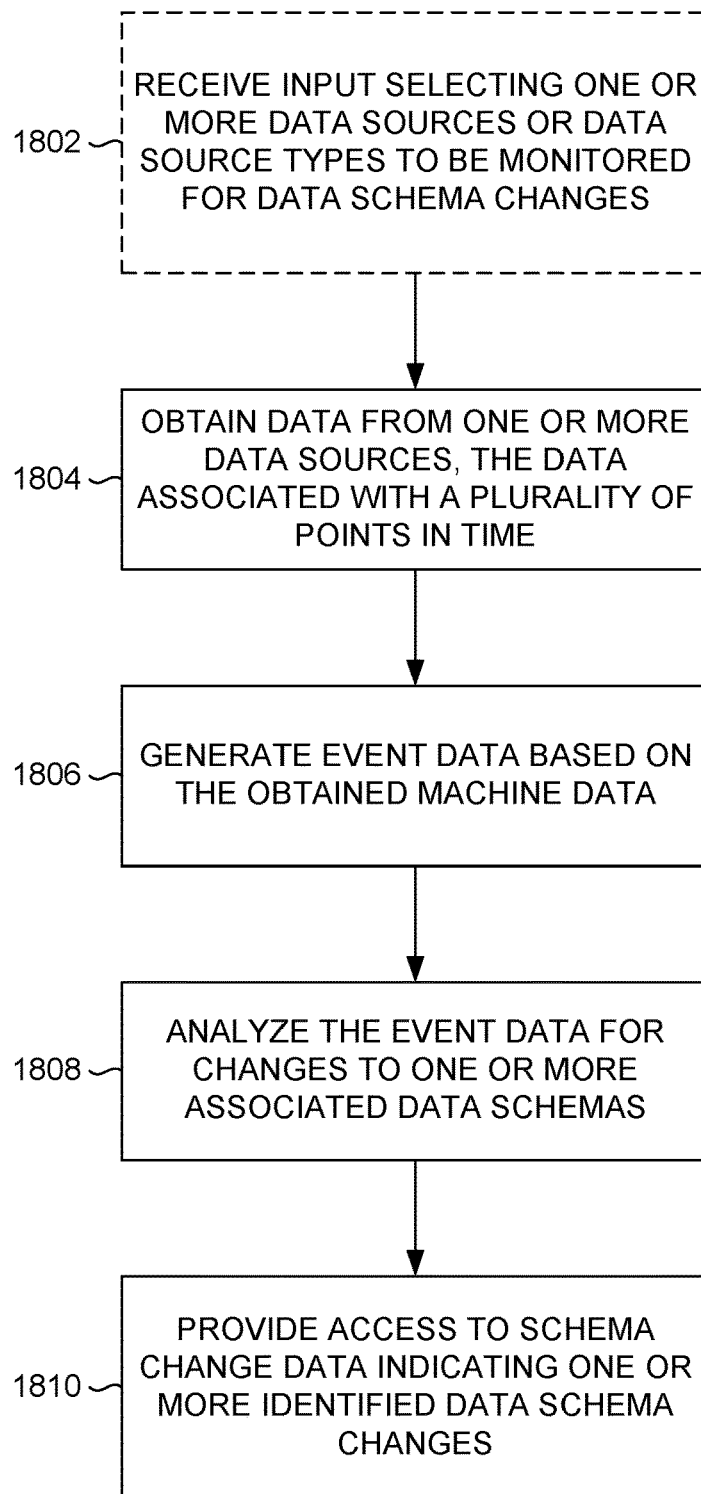 RECEIVE INPUT SELECTING ONE OR
MORE DATA SOURCES OR DATA
SOURCE TYPES TO BE MONITORED
FOR DATA SCHEMA CHANGES
1802
OBTAIN DATA FROM ONE OR MORE
DATA SOURCES, THE DATA
ASSOCIATED WITH A PLURALITY OF
POINTS IN TIME
1804
GENERATE EVENT DATA BASED ON
THE OBTAINED MACHINE DATA
1806
ANALYZE THE EVENT DATA FOR
CHANGES TO ONE OR MORE
ASSOCIATED DATA SCHEMAS
1808
PROVIDE ACCESS TO SCHEMA
CHANGE DATA INDICATING ONE OR
MORE IDENTIFIED DATA SCHEMA
CHANGES
1810